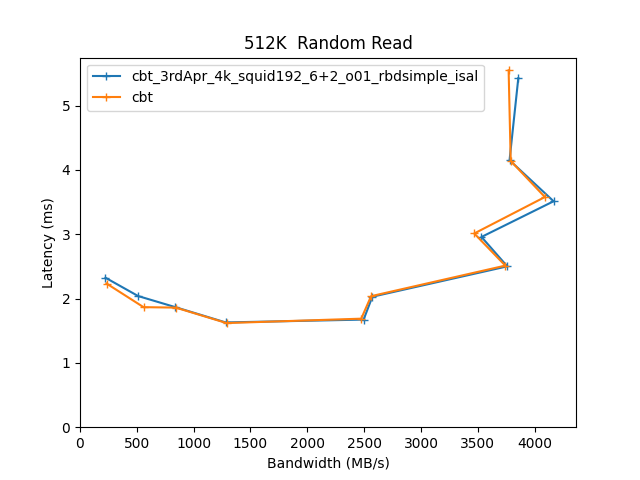 512K  Random Read
cbt_3rdApr_4k_squid192_6+2_o01_rbdsimple_isal
cbt
5
4
3
2
1
0
Latency (ms)
0 500 1000 1500 2000 2500 3000 3500 4000
Bandwidth (MB/s)